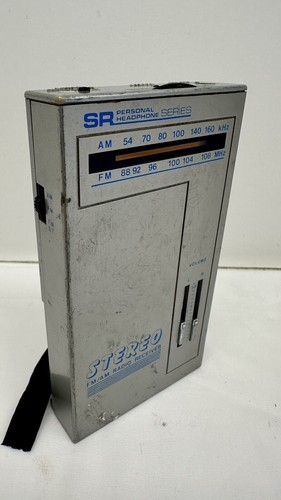 SR PERSONAL HEADPHONE SERIES
AM 54 70 80 100 140 160 kHz
FM 88 92 96 100 104 108 MHz
VOLUME
STEREO
FM/AM RADIO RECEIVER